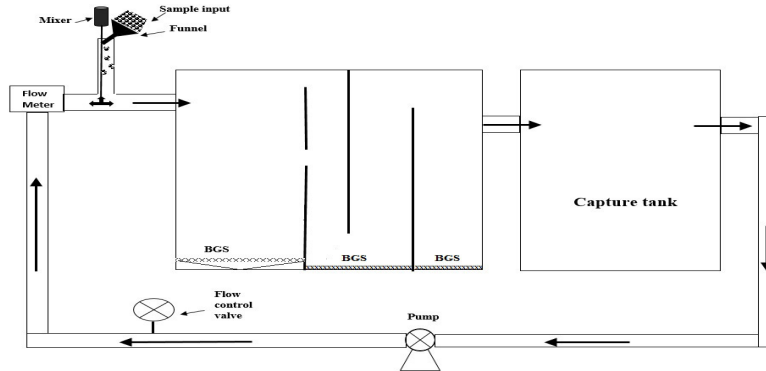 Sample input
Mixer
Funnel
Flow
Meter
Capture tank
BGS
BGS
BGS
Flow
control
valve
Pump